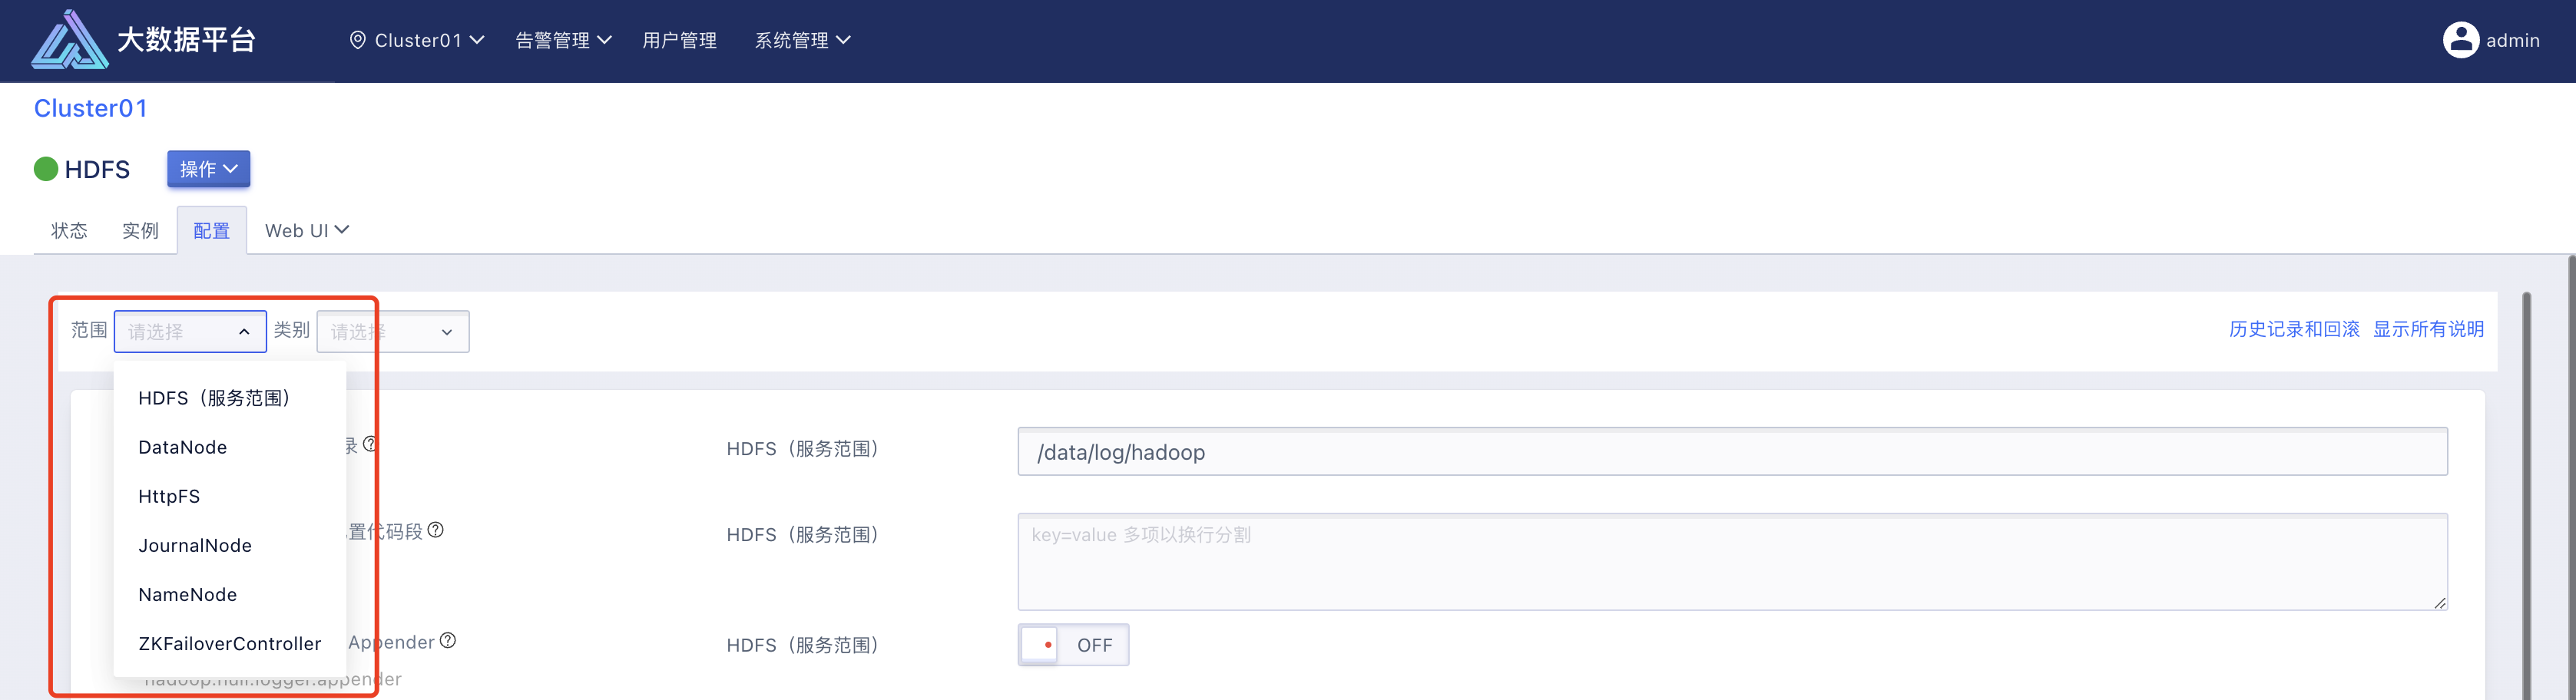 大数据平台
Cluster01 告警管理 用户管理 系统管理
admin
Cluster01
HDFS 操作
状态 实例 配置 Web UI
范围 请选择 类别 请选择 历史记录和回滚 显示所有说明
HDFS（服务范围）
DataNode
HttpFS
JournalNode
NameNode
ZKFailoverController
录 HDFS（服务范围） /data/log/hadoop
置代码段 HDFS（服务范围） key=value 多项以换行分割
Appender HDFS（服务范围） OFF
hadoop.null.logger.appender